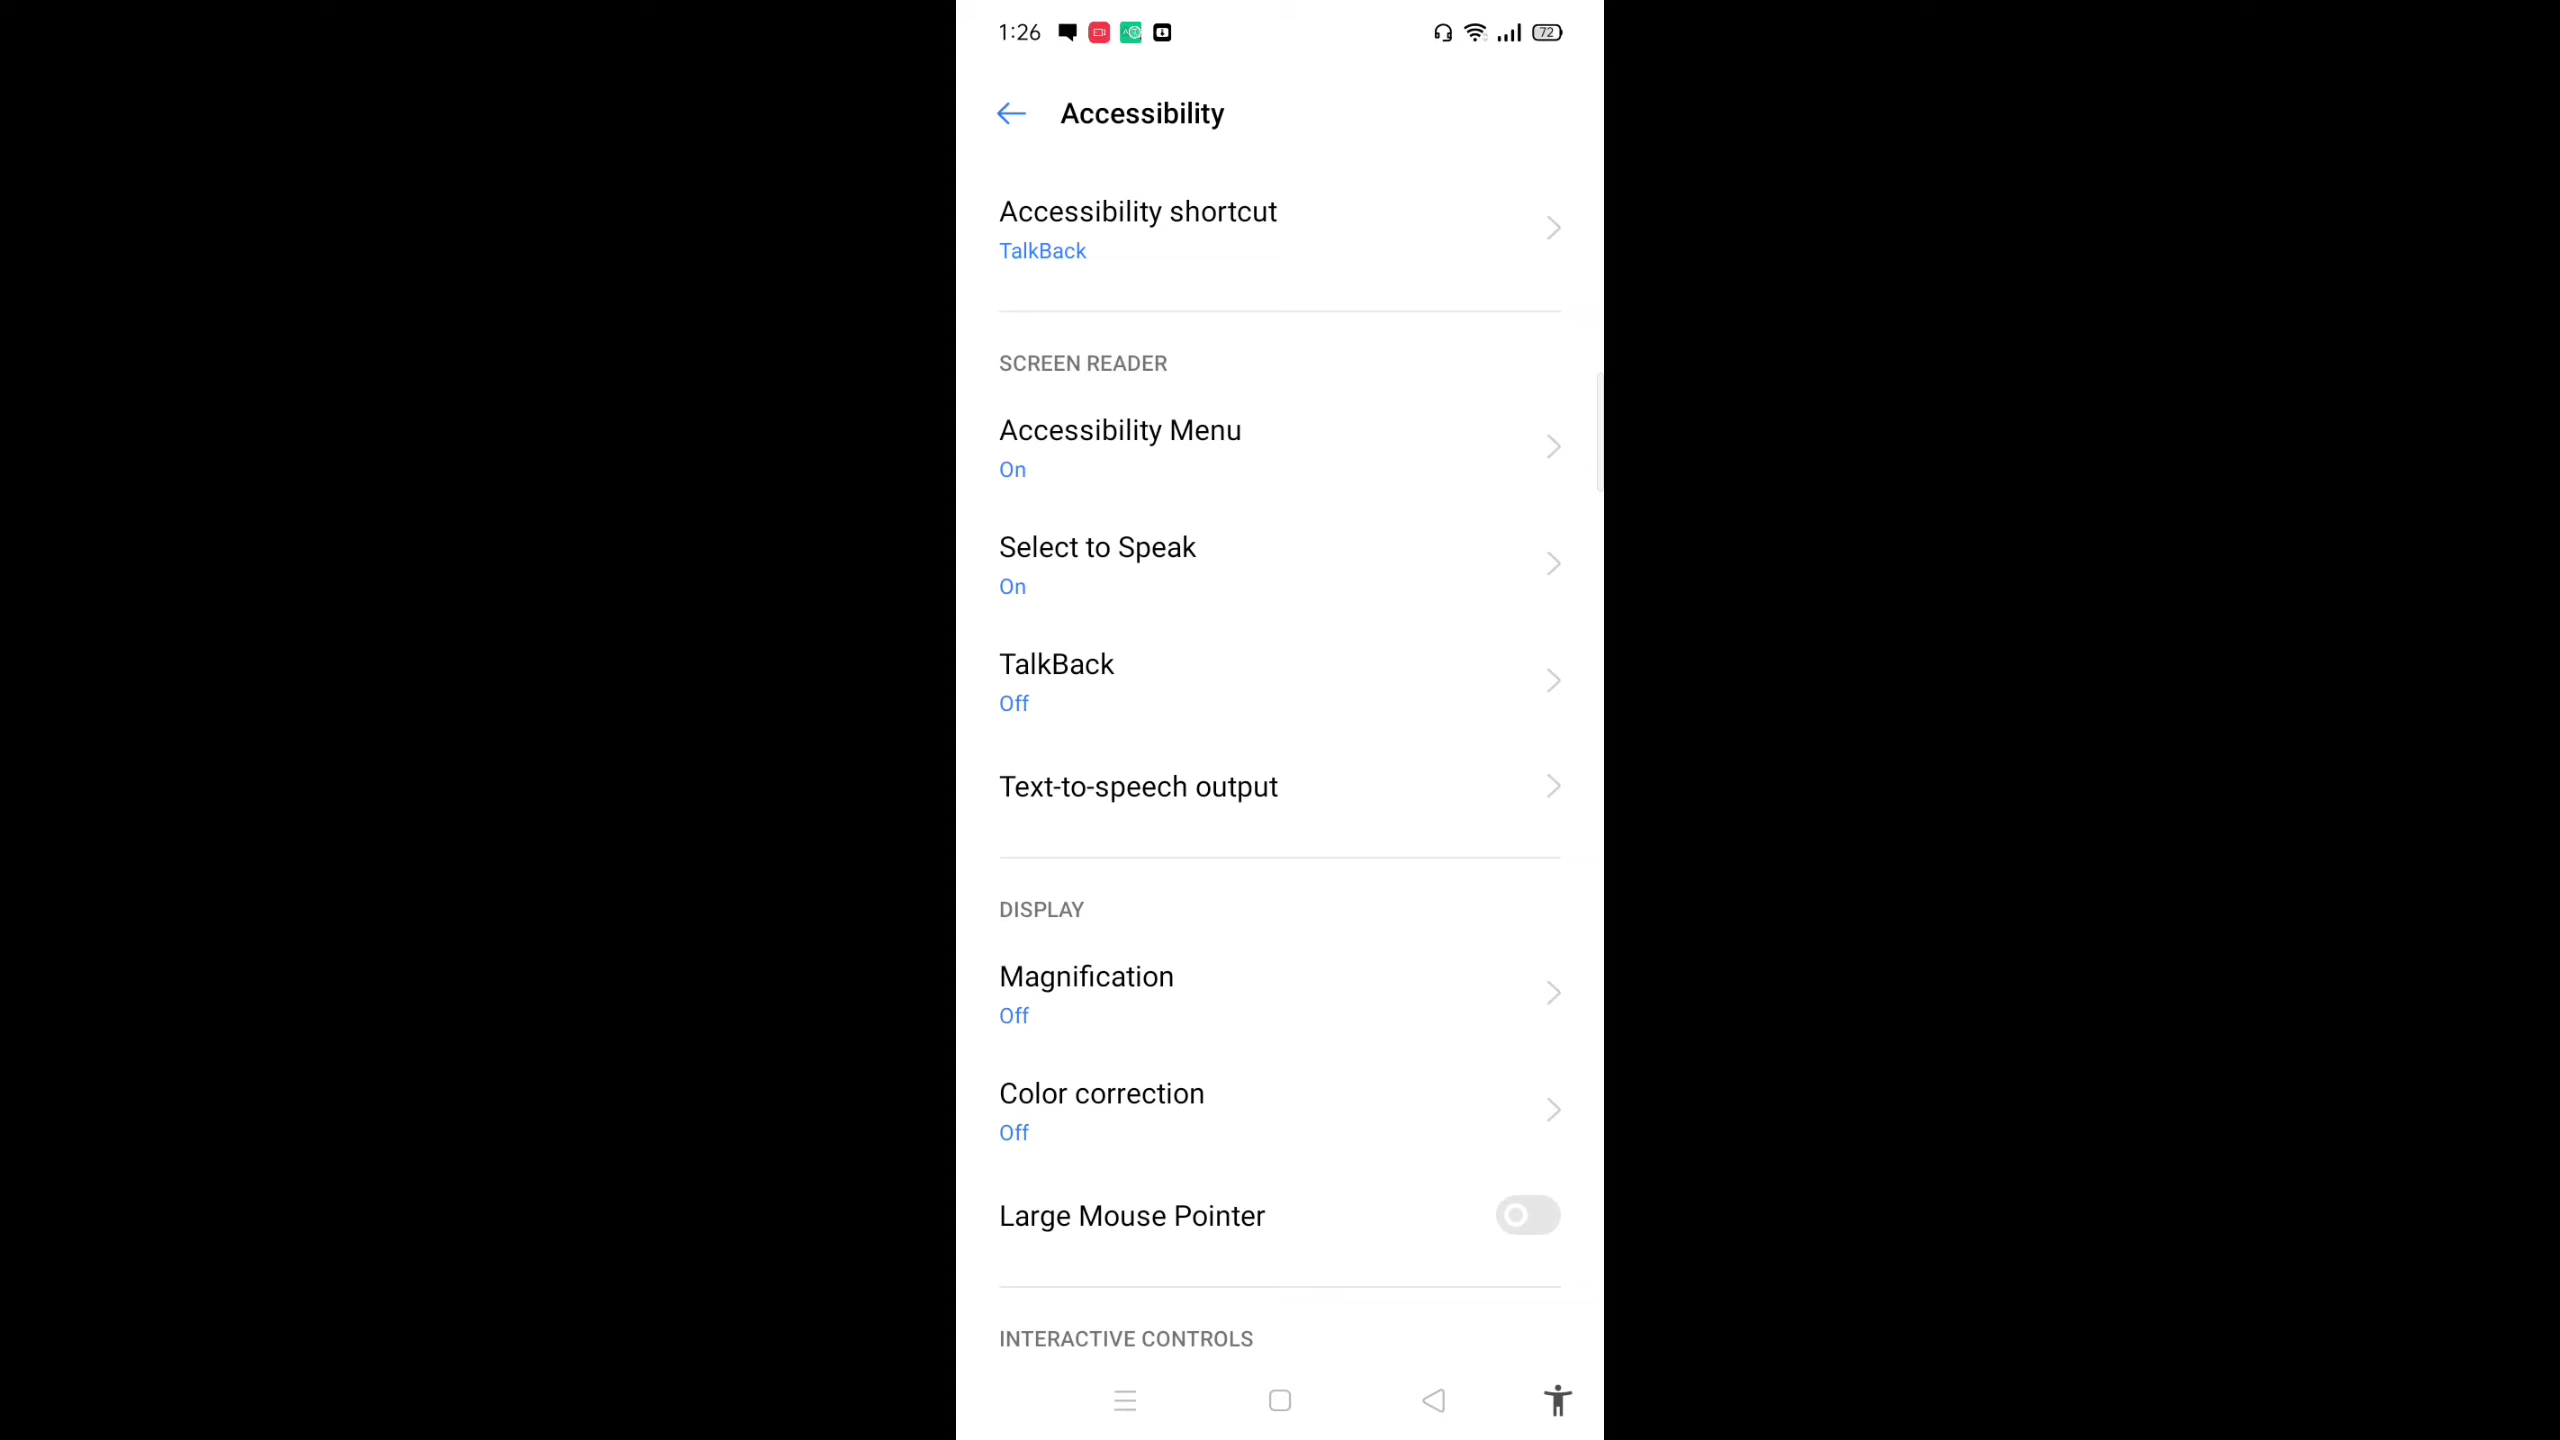 1:26
72
Accessibility
Accessibility shortcut
TalkBack
SCREEN READER
Accessibility Menu
On
Select to Speak
On
TalkBack
Off
Text-to-speech output
DISPLAY
Magnification
Off
Color correction
Off
Large Mouse Pointer
INTERACTIVE CONTROLS